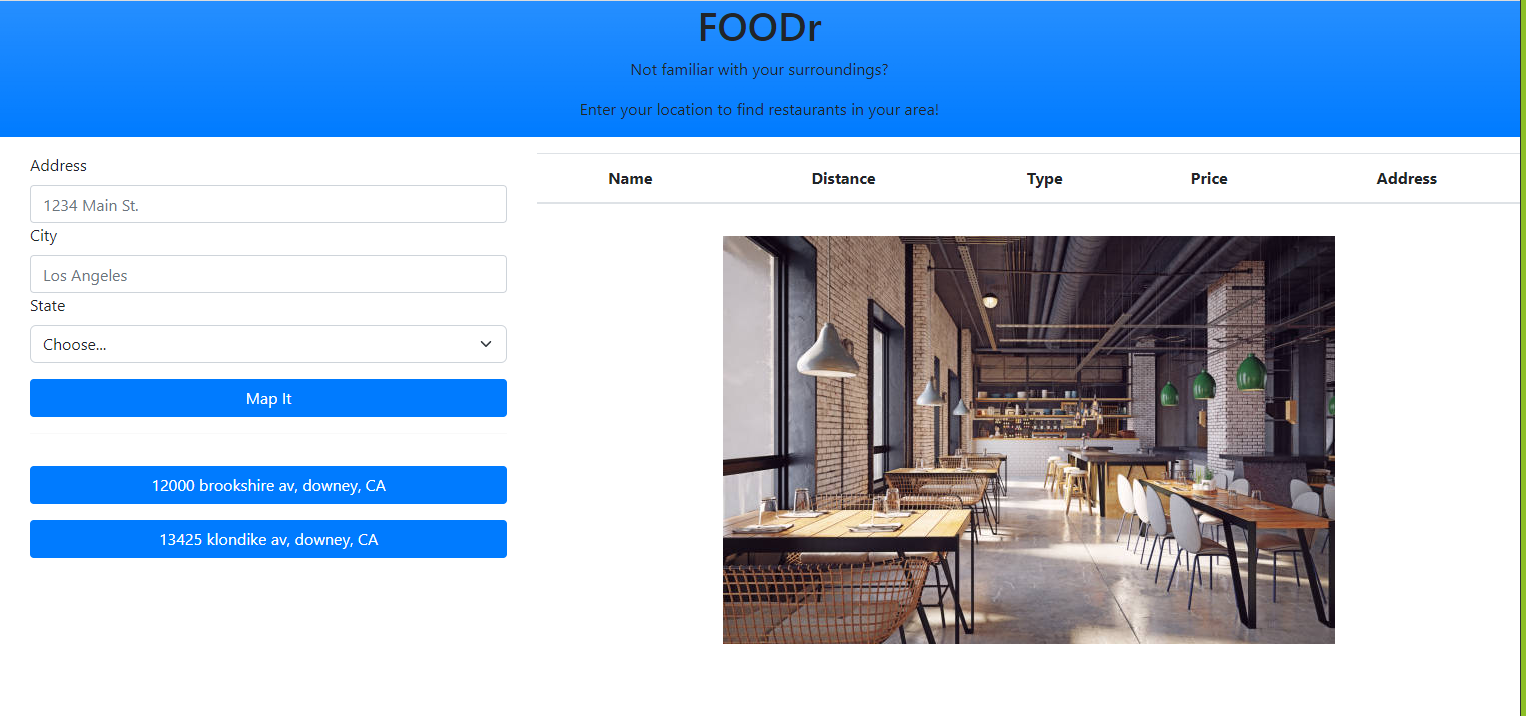 FOODr
Not familiar with your surroundings?
Enter your location to find restaurants in your area!
Address
1234 Main St.
City
Los Angeles
State
Choose...
Map It
12000 brookshire av, downey, CA
13425 klondike av, downey, CA
Name Distance Type Price Address